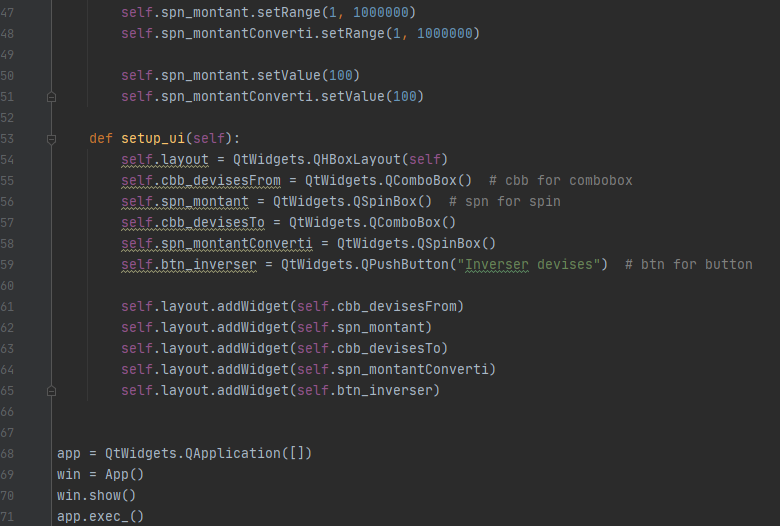 47 self.spn_montant.setRange(1, 1000000)
48 self.spn_montantConverti.setRange(1, 1000000)
49
50 self.spn_montant.setValue(100)
51 self.spn_montantConverti.setValue(100)
52
53 def setup_ui(self):
54 self.layout = QtWidgets.QHBoxLayout(self)
55 self.cbb_devisesFrom = QtWidgets.QComboBox()  # cbb for combobox
56 self.spn_montant = QtWidgets.QSpinBox()  # spn for spin
57 self.cbb_devisesTo = QtWidgets.QComboBox()
58 self.spn_montantConverti = QtWidgets.QSpinBox()
59 self.btn_inverser = QtWidgets.QPushButton("Inverser devises")  # btn for button
60
61 self.layout.addWidget(self.cbb_devisesFrom)
62 self.layout.addWidget(self.spn_montant)
63 self.layout.addWidget(self.cbb_devisesTo)
64 self.layout.addWidget(self.spn_montantConverti)
65 self.layout.addWidget(self.btn_inverser)
66
67
68 app = QtWidgets.QApplication([])
69 win = App()
70 win.show()
71 app.exec_()